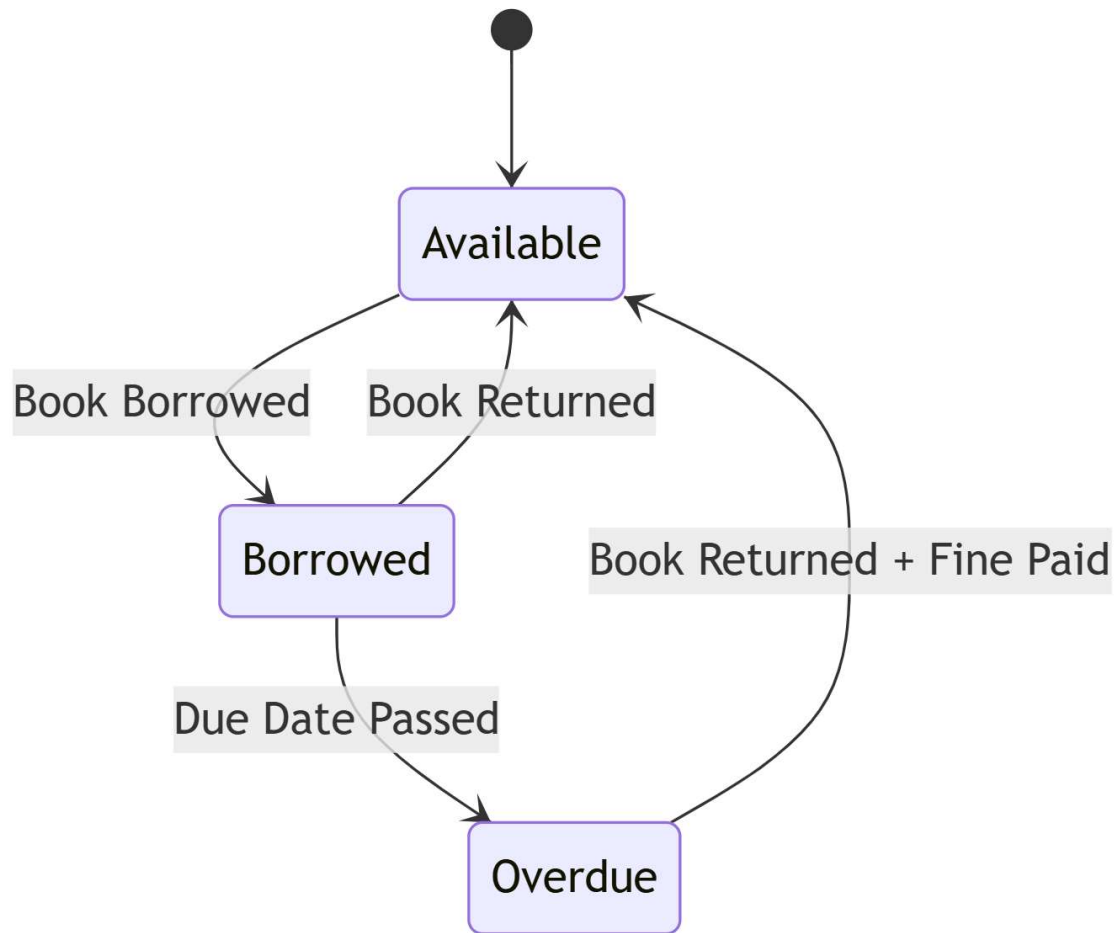 Available
Book Borrowed
Book Returned
Borrowed
Book Returned + Fine Paid
Due Date Passed
Overdue